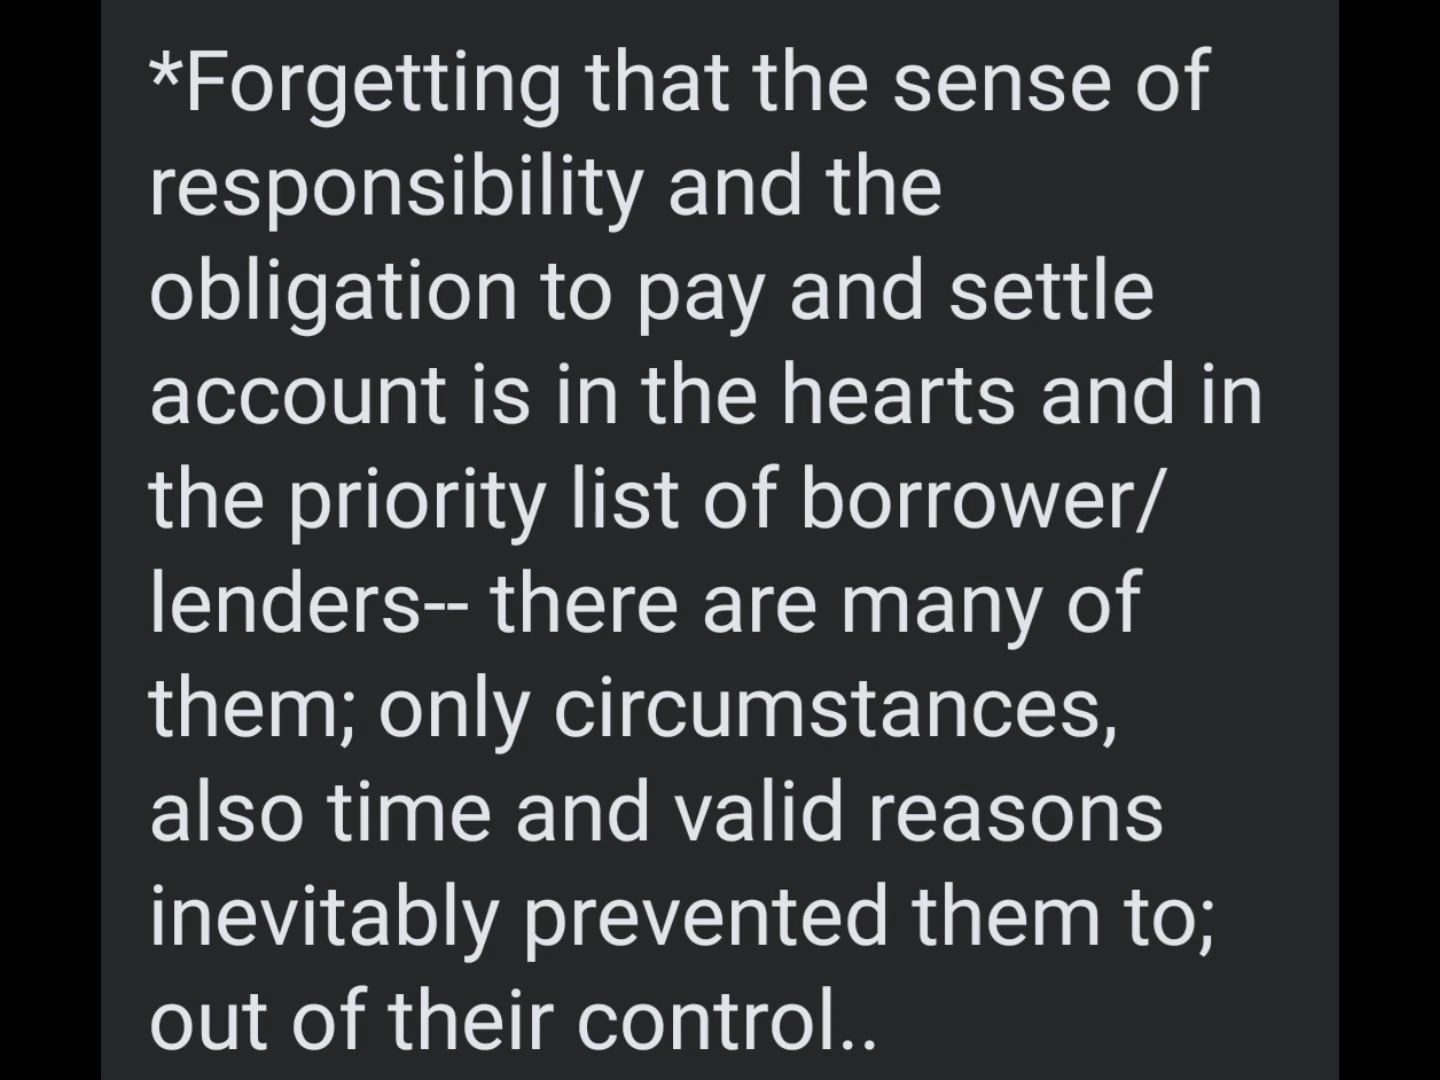 *Forgetting that the sense of
responsibility and the
obligation to pay and settle
account is in the hearts and in
the priority list of borrower/
lenders-- there are many of
them; only circumstances,
also time and valid reasons
inevitably prevented them to;
out of their control..